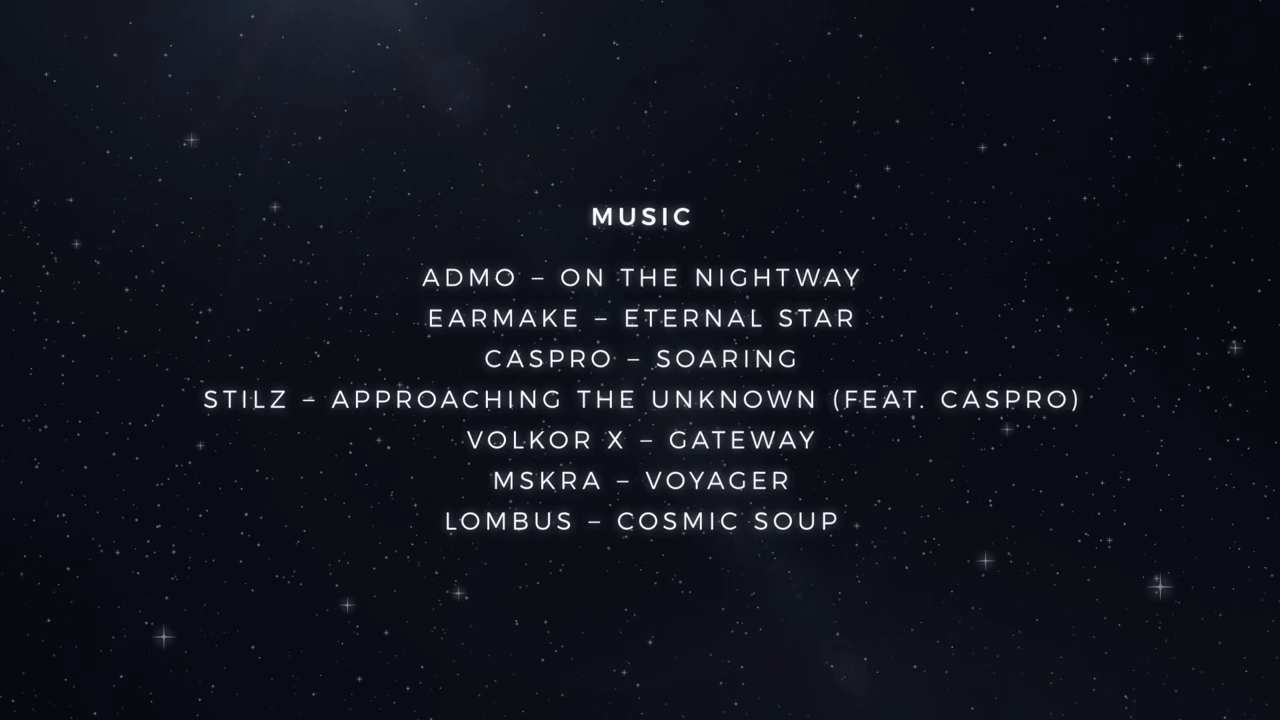 MUSIC
ADMO – ON THE NIGHTWAY
EARMAKE – ETERNAL STAR
CASPRO – SOARING
STILZ – APPROACHING THE UNKNOWN (FEAT. CASPRO)
VOLKOR X – GATEWAY
MSKRA – VOYAGER
LOMBUS – COSMIC SOUP